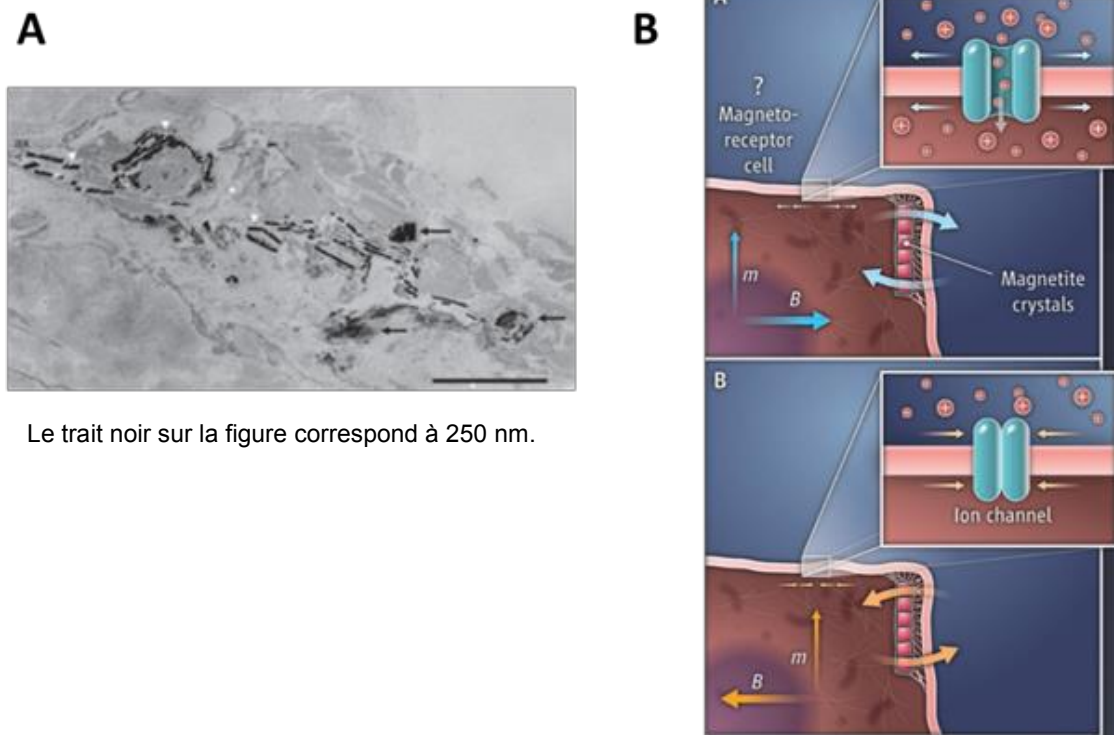 A
B
Le trait noir sur la figure correspond à 250 nm.
A
?
Magneto-
receptor
cell
m
B
Magnetite
crystals
B
Ion channel
m
B